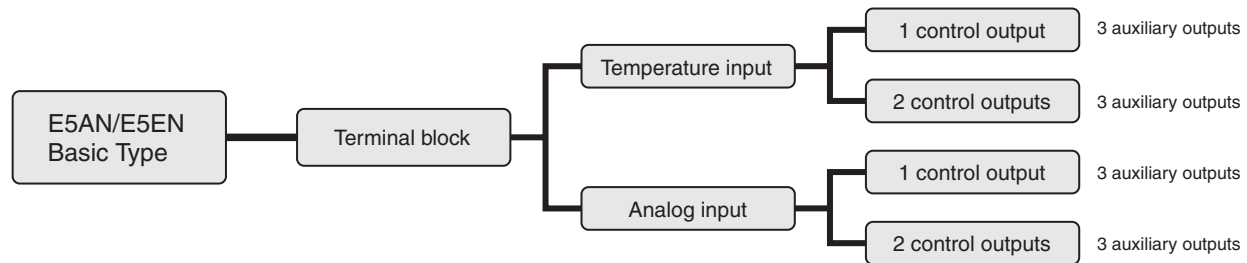 E5AN/E5EN
Basic Type
Terminal block
Temperature input
1 control output
3 auxiliary outputs
2 control outputs
3 auxiliary outputs
Analog input
1 control output
3 auxiliary outputs
2 control outputs
3 auxiliary outputs